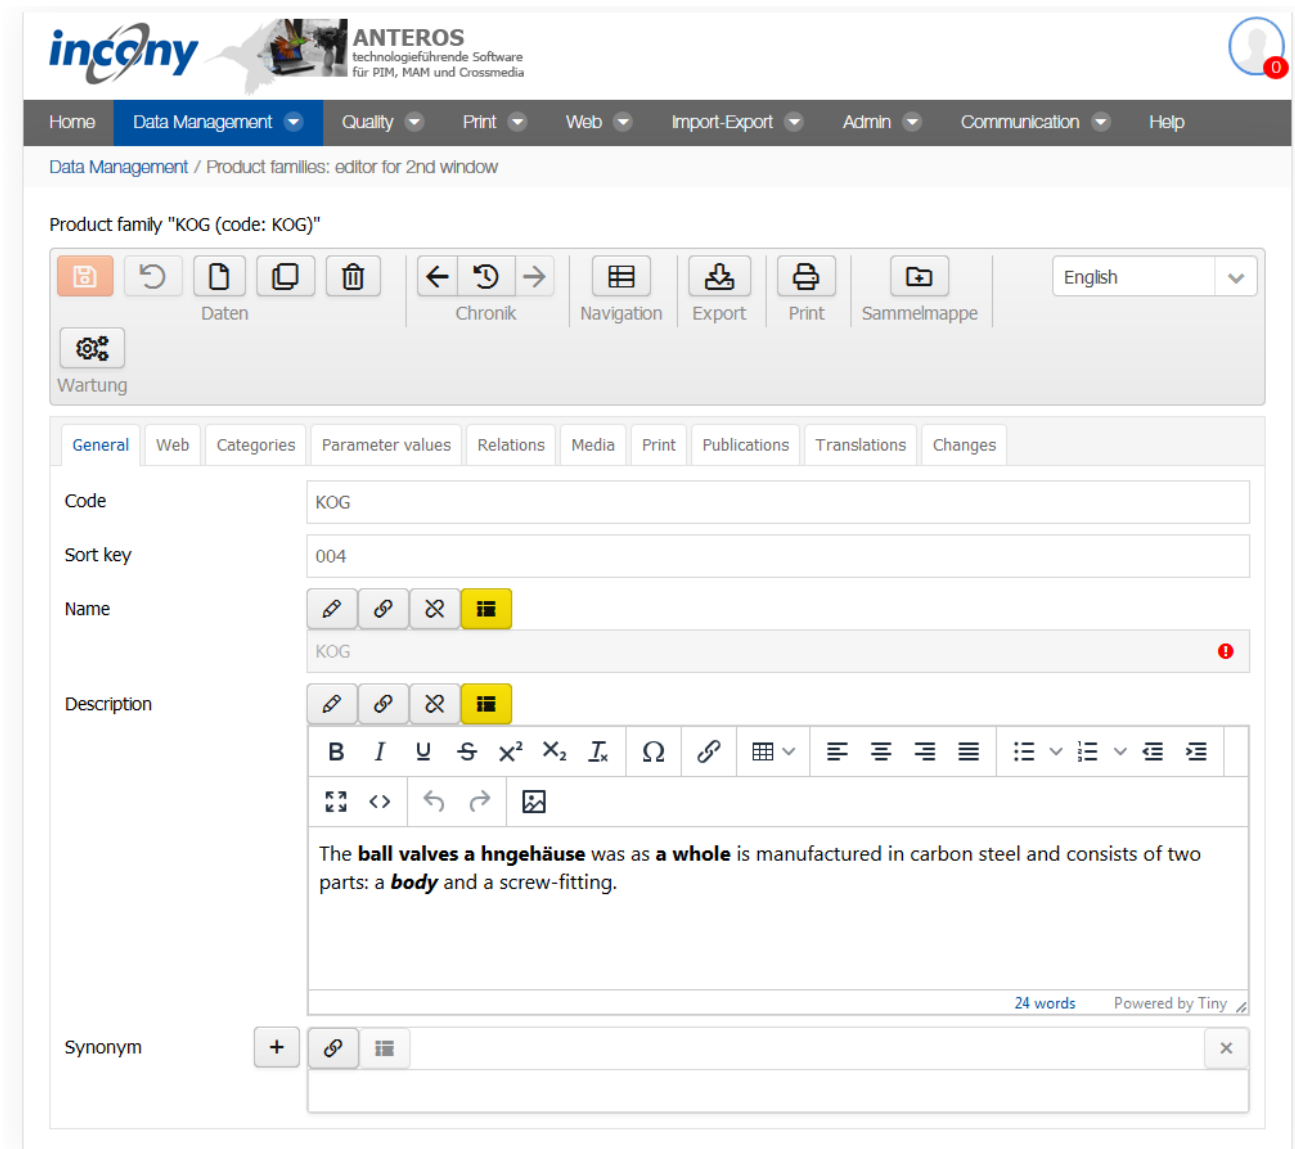 incony
ANTEROS
technologieführende Software
für PIM, MAM und Crossmedia
0
Home Data Management Quality Print Web Import-Export Admin Communication Help
Data Management / Product families: editor for 2nd window
Product family "KOG (code: KOG)"
English
Daten Chronik Navigation Export Print Sammelmappe
Wartung
General Web Categories Parameter values Relations Media Print Publications Translations Changes
Code KOG
Sort key 004
Name
KOG
Description
The ball valves a hngehäuse was as a whole is manufactured in carbon steel and consists of two
parts: a body and a screw-fitting.
24 words Powered by Tiny
Synonym